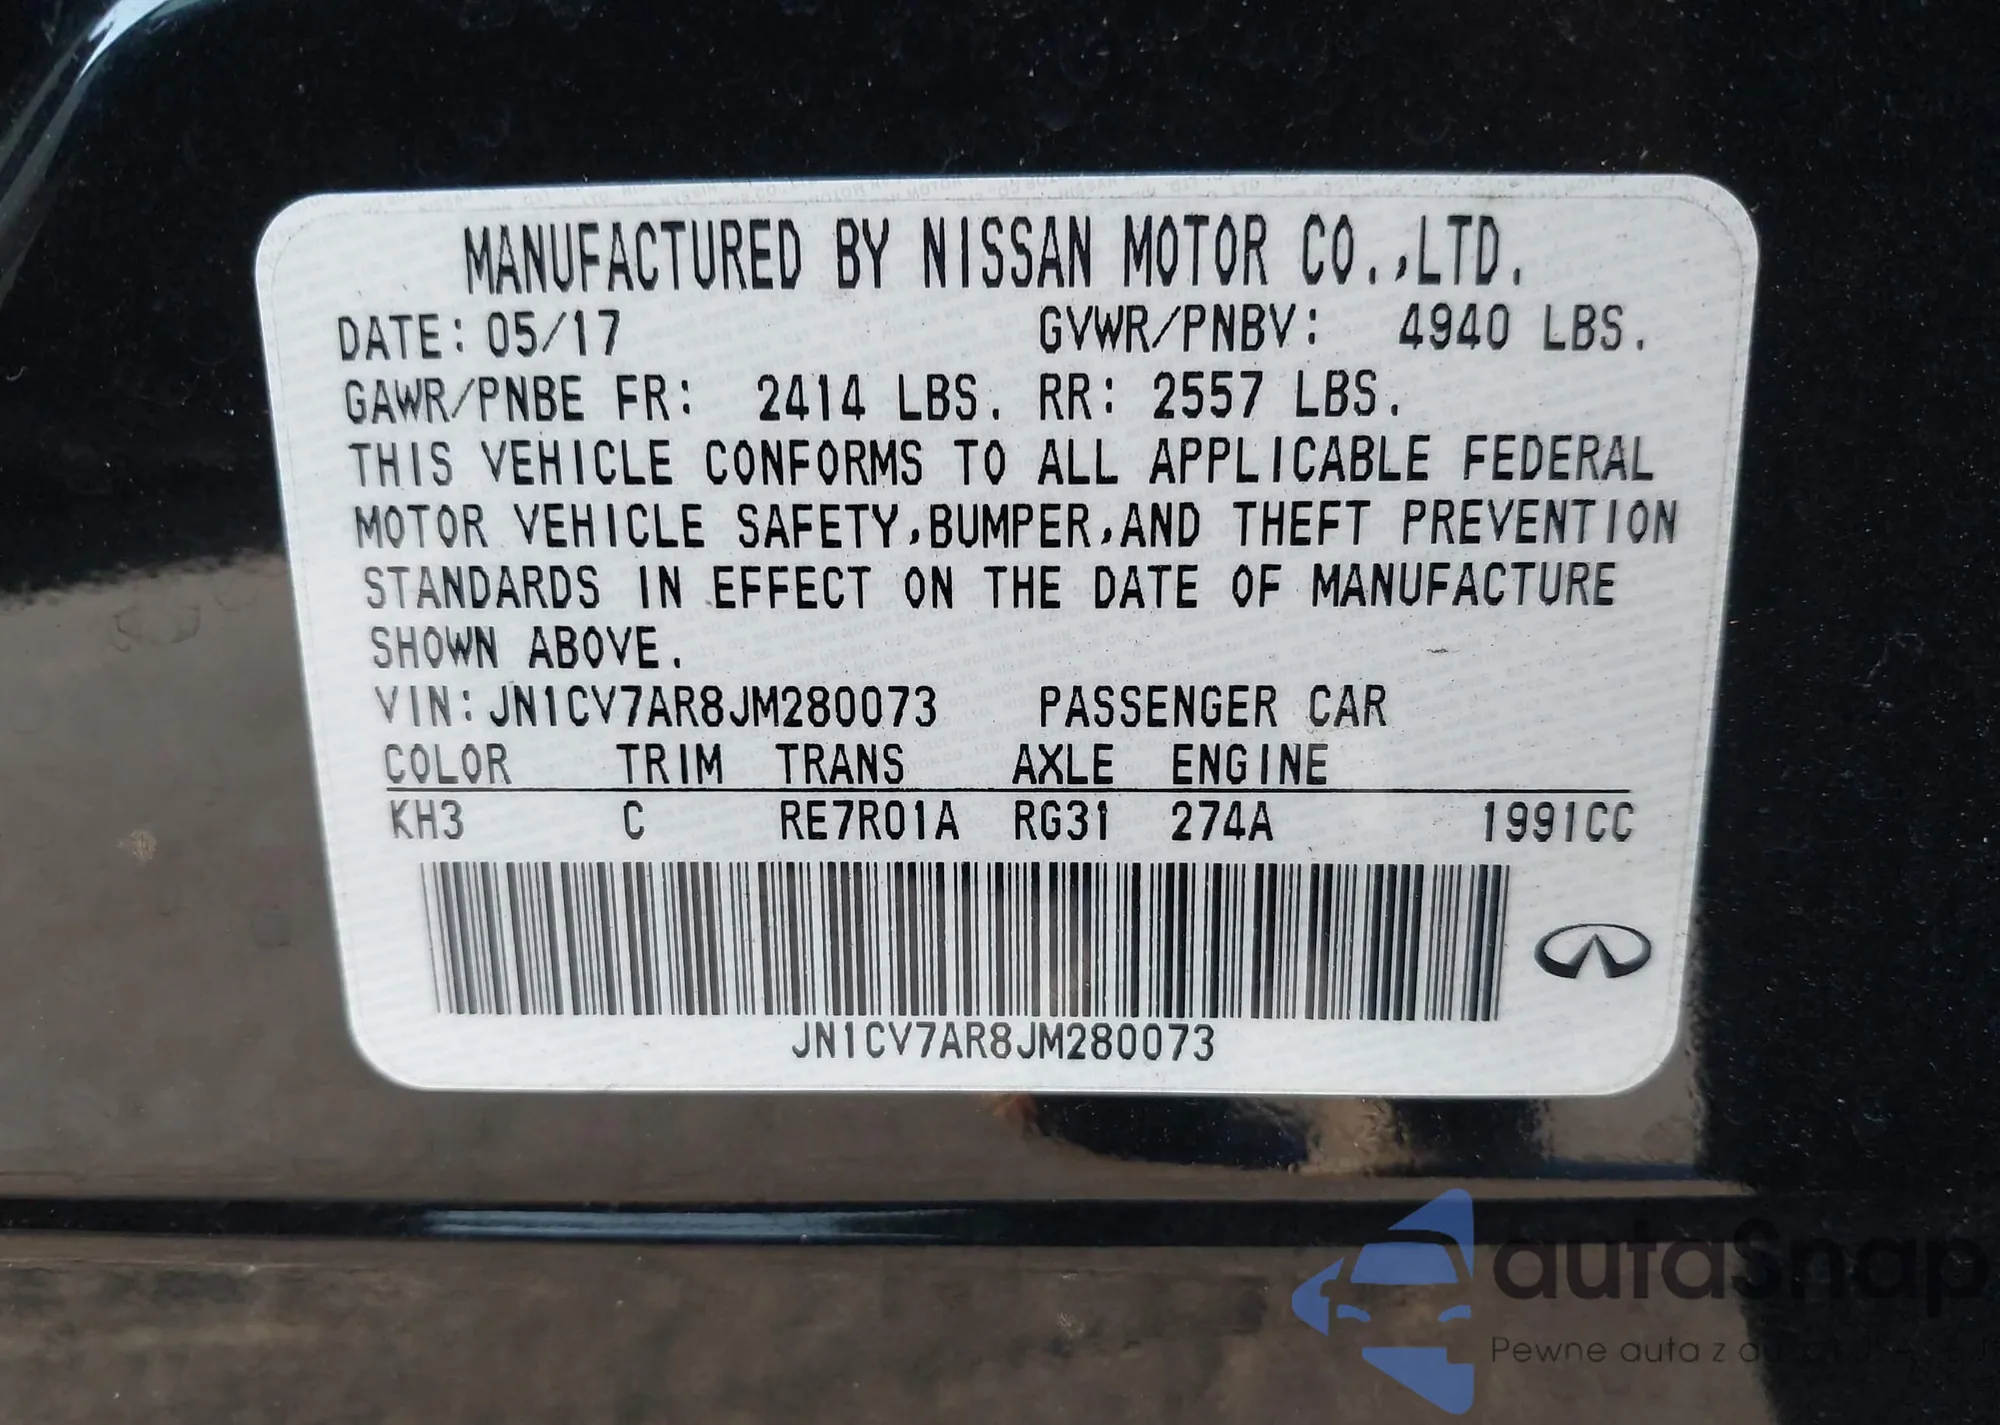 MANUFACTURED BY NISSAN MOTOR CO.,LTD.
DATE: 05/17 GVWR/PNBV: 4940 LBS.
GAWR/PNBE FR: 2414 LBS. RR: 2557 LBS.
THIS VEHICLE CONFORMS TO ALL APPLICABLE FEDERAL
MOTOR VEHICLE SAFETY,BUMPER,AND THEFT PREVENTION
STANDARDS IN EFFECT ON THE DATE OF MANUFACTURE
SHOWN ABOVE.
VIN: JN1CV7AR8JM280073 PASSENGER CAR
COLOR TRIM TRANS AXLE ENGINE
KH3 C RE7R01A RG31 274A 1991CC
JN1CV7AR8JM280073
autaSnap
Pewne auta z